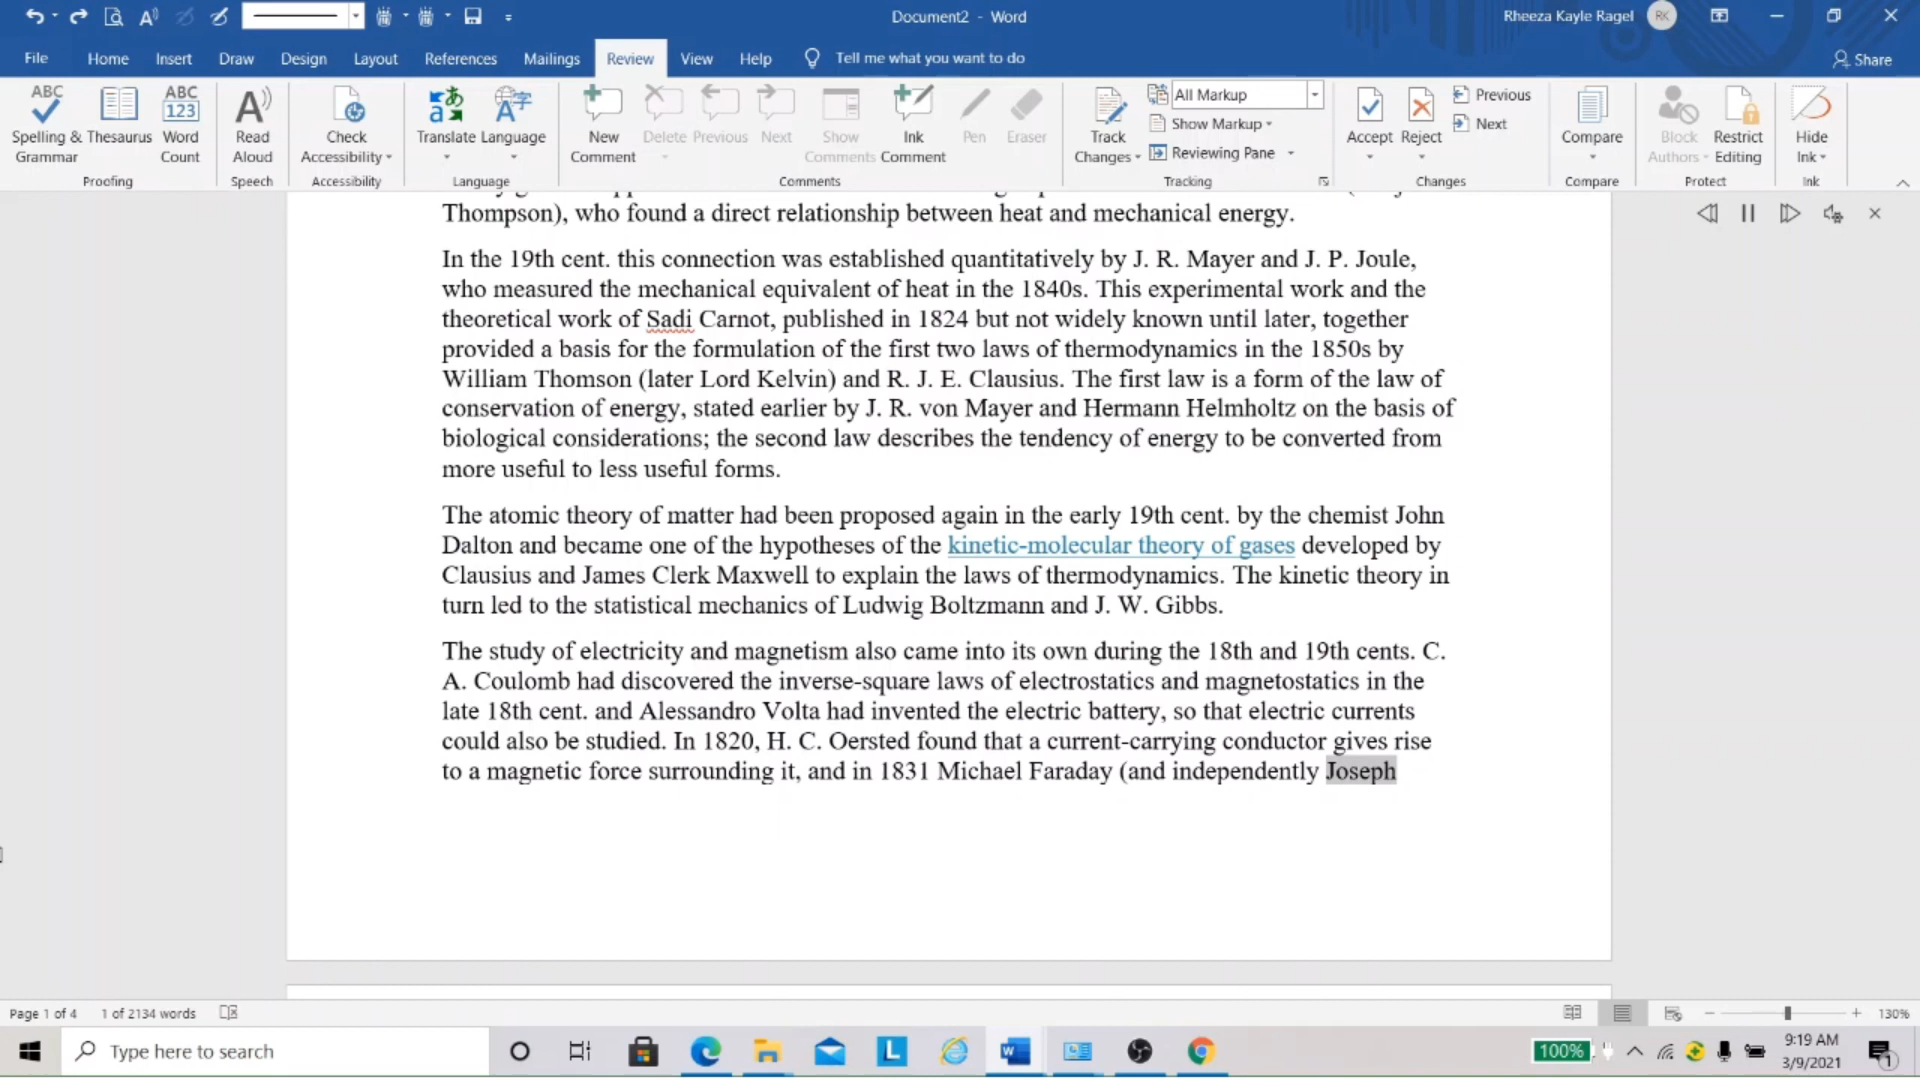 Document2 - Word
Rheeza Kayle Ragel
RK
File
Home
Insert
Draw
Design
Layout
References
Mailings
Review
View
Help
Tell me what you want to do
Share
ABC
Spelling &
Grammar
Thesaurus
ABC
123
Word
Count
Proofing
Read
Aloud
Speech
Check
Accessibility
Accessibility
Translate
Language
Language
New
Comment
Delete
Previous
Next
Show
Comments
Ink
Comment
Pen
Eraser
Comments
Track
Changes
All Markup
Show Markup
Reviewing Pane
Tracking
Accept
Reject
Previous
Next
Changes
Compare
Compare
Block
Authors
Restrict
Editing
Protect
Hide
Ink
Ink
Thompson), who found a direct relationship between heat and mechanical energy.
In the 19th cent. this connection was established quantitatively by J. R. Mayer and J. P. Joule,
who measured the mechanical equivalent of heat in the 1840s. This experimental work and the
theoretical work of Sadi Carnot, published in 1824 but not widely known until later, together
provided a basis for the formulation of the first two laws of thermodynamics in the 1850s by
William Thomson (later Lord Kelvin) and R. J. E. Clausius. The first law is a form of the law of
conservation of energy, stated earlier by J. R. von Mayer and Hermann Helmholtz on the basis of
biological considerations; the second law describes the tendency of energy to be converted from
more useful to less useful forms.
The atomic theory of matter had been proposed again in the early 19th cent. by the chemist John
Dalton and became one of the hypotheses of the kinetic-molecular theory of gases developed by
Clausius and James Clerk Maxwell to explain the laws of thermodynamics. The kinetic theory in
turn led to the statistical mechanics of Ludwig Boltzmann and J. W. Gibbs.
The study of electricity and magnetism also came into its own during the 18th and 19th cents. C.
A. Coulomb had discovered the inverse-square laws of electrostatics and magnetostatics in the
late 18th cent. and Alessandro Volta had invented the electric battery, so that electric currents
could also be studied. In 1820, H. C. Oersted found that a current-carrying conductor gives rise
to a magnetic force surrounding it, and in 1831 Michael Faraday (and independently Joseph
Page 1 of 4
1 of 2134 words
130%
Type here to search
100%
9:19 AM
3/9/2021
1